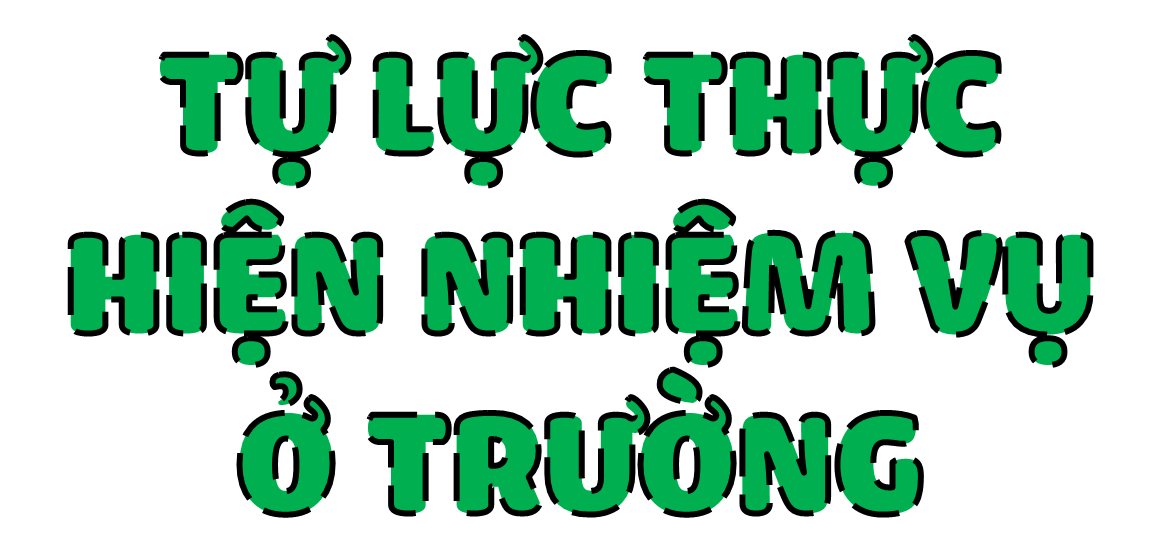 TỰ LỰC THỰC
HIỆN NHIỆM VỤ
Ở TRƯỜNG